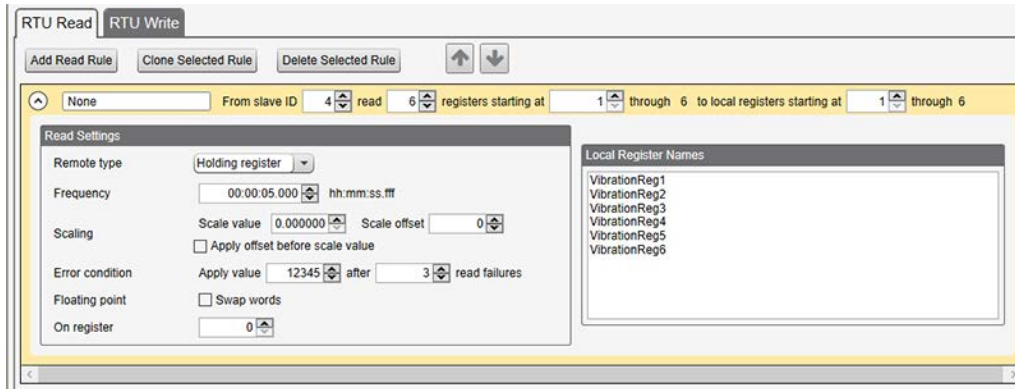 RTU Read RTU Write
Add Read Rule Clone Selected Rule Delete Selected Rule
None From slave ID 4 read 6 registers starting at 1 through 6 to local registers starting at 1 through 6
Read Settings
Remote type Holding register
Frequency 00:00:05.000 hh:mm:ss.fff
Scaling Scale value 0.000000 Scale offset 0
Apply offset before scale value
Error condition Apply value 12345 after 3 read failures
Floating point Swap words
On register 0
Local Register Names
VibrationReg1
VibrationReg2
VibrationReg3
VibrationReg4
VibrationReg5
VibrationReg6